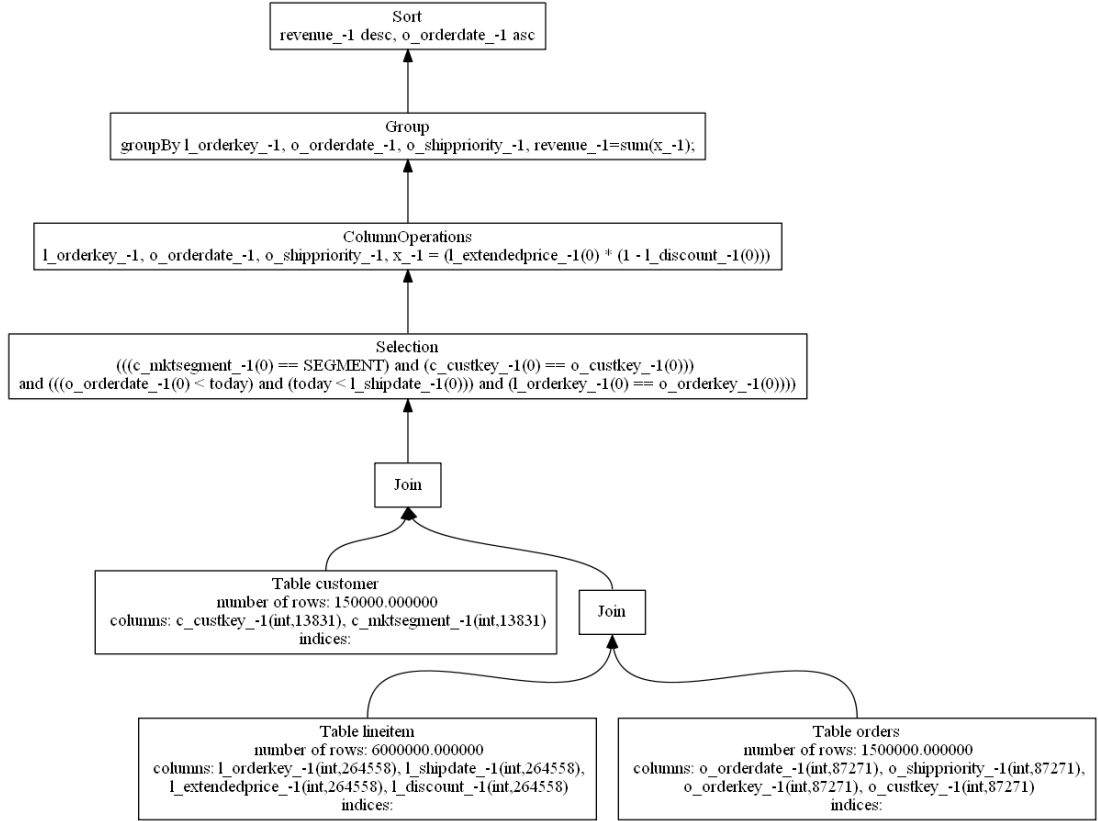 Sort
revenue_-1 desc, o_orderdate_-1 asc
Group
groupBy l_orderkey_-1, o_orderdate_-1, o_shippriority_-1, revenue_-1=sum(x_-1);
ColumnOperations
l_orderkey_-1, o_orderdate_-1, o_shippriority_-1, x_-1 = (l_extendedprice_-1(0) * (1 - l_discount_-1(0)))
Selection
(((c_mktsegment_-1(0) == SEGMENT) and (c_custkey_-1(0) == o_custkey_-1(0)))
and (((o_orderdate_-1(0) < today) and (today < l_shipdate_-1(0))) and (l_orderkey_-1(0) == o_orderkey_-1(0))))
Join
Table customer
number of rows: 150000.000000
columns: c_custkey_-1(int,13831), c_mktsegment_-1(int,13831)
indices:
Join
Table lineitem
number of rows: 6000000.000000
columns: l_orderkey_-1(int,264558), l_shipdate_-1(int,264558),
l_extendedprice_-1(int,264558), l_discount_-1(int,264558)
indices:
Table orders
number of rows: 1500000.000000
columns: o_orderdate_-1(int,87271), o_shippriority_-1(int,87271),
o_orderkey_-1(int,87271), o_custkey_-1(int,87271)
indices: